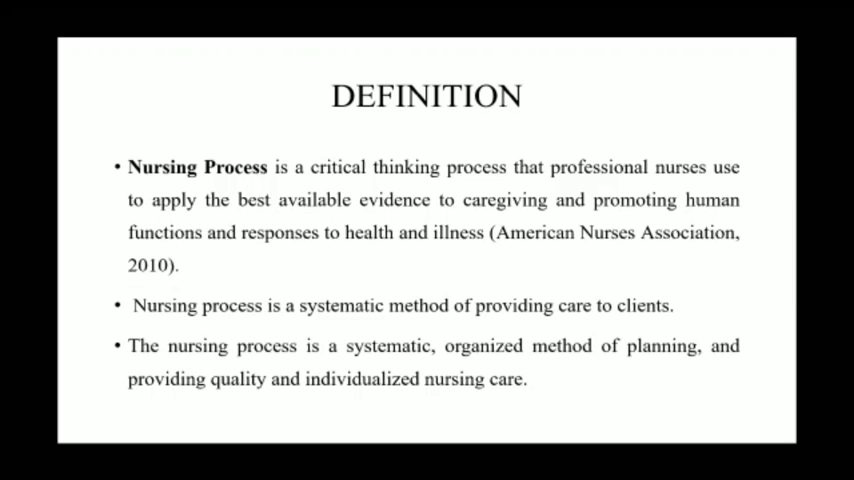 DEFINITION
• Nursing Process is a critical thinking process that professional nurses use
to apply the best available evidence to caregiving and promoting human
functions and responses to health and illness (American Nurses Association,
2010).
• Nursing process is a systematic method of providing care to clients.
• The nursing process is a systematic, organized method of planning, and
providing quality and individualized nursing care.